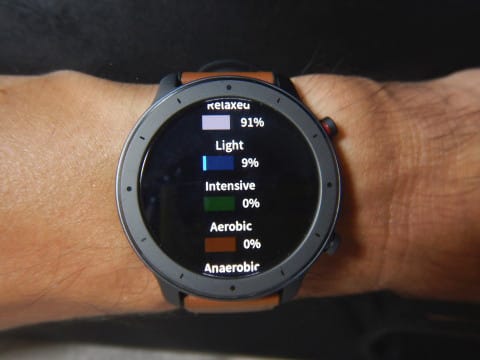 Relaxed
91%
Light
9%
Intensive
0%
Aerobic
0%
Anaerobic